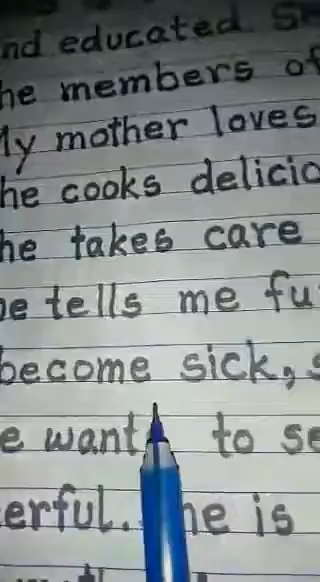 nd educated
he members of
My mother loves
he cooks delicio
he takes care
he tells me fu
become sick, s
e want to se
erful. he is